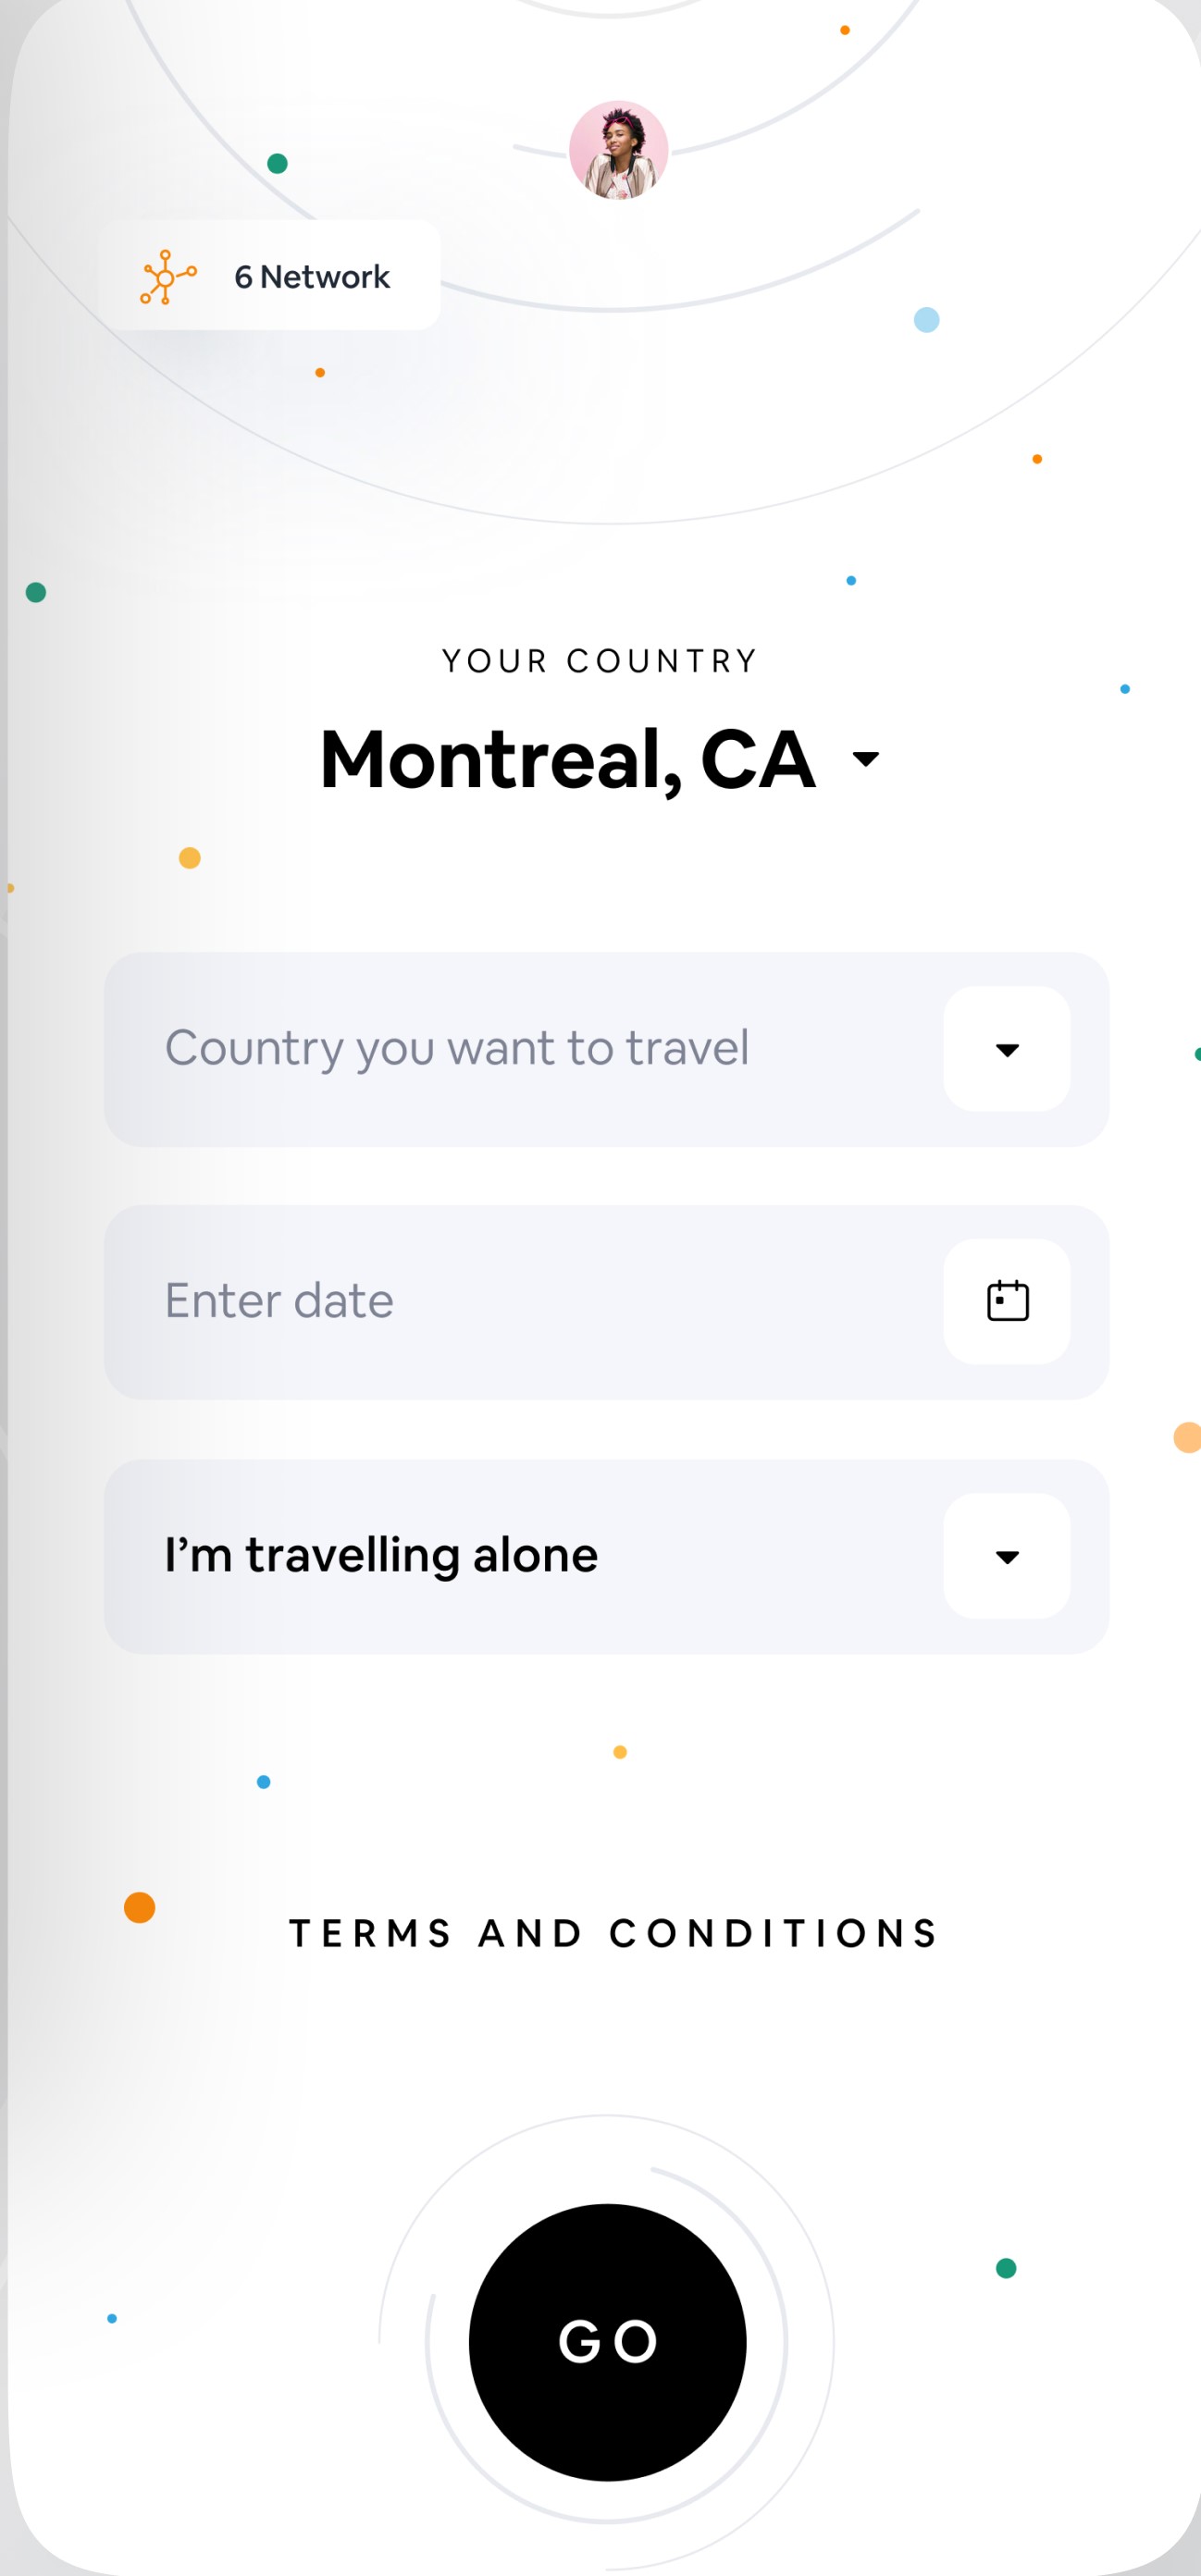 6 Network
YOUR COUNTRY
Montreal, CA
Country you want to travel
Enter date
I’m travelling alone
TERMS AND CONDITIONS
GO